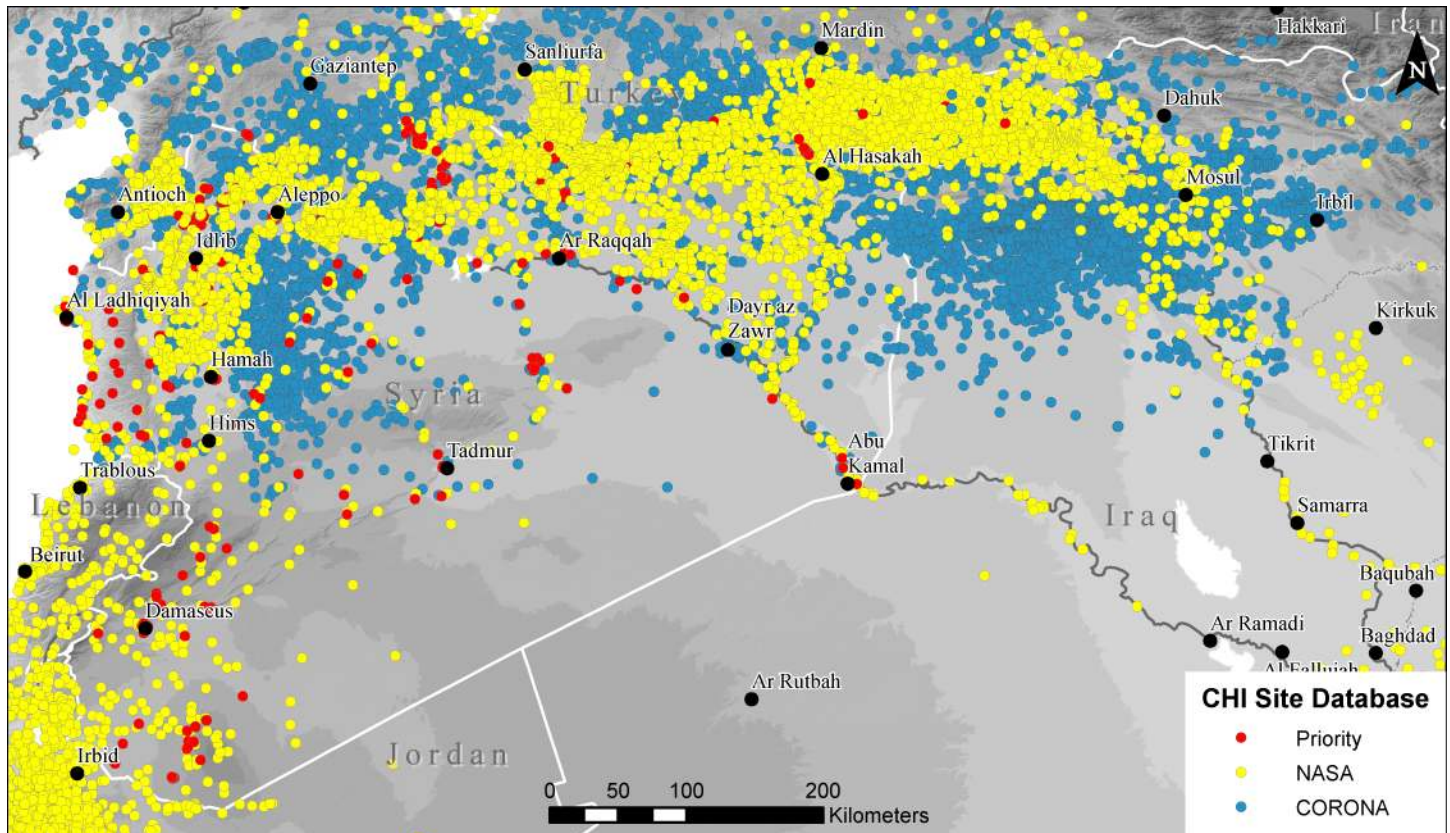 Hakkari
Iran
N
Mardin
Sanliurfa
Gaziantep
Turkey
Dahuk
Al Hasakah
Mosul
Irbil
Antioch
Aleppo
Idlib
Ar Raqqah
Al Ladhiqiyah
Kirkuk
Dayr az
Zawr
Hamah
Syria
Hims
Abu
Kamal
Tadmur
Tikrit
Trablous
Lebanon
Iraq
Samarra
Beirut
Baqubah
Damascus
Ar Ramadi
Baghdad
Al Fallujah
Ar Rutbah
CHI Site Database
Priority
NASA
CORONA
Jordan
Irbid
0 50 100 200
Kilometers